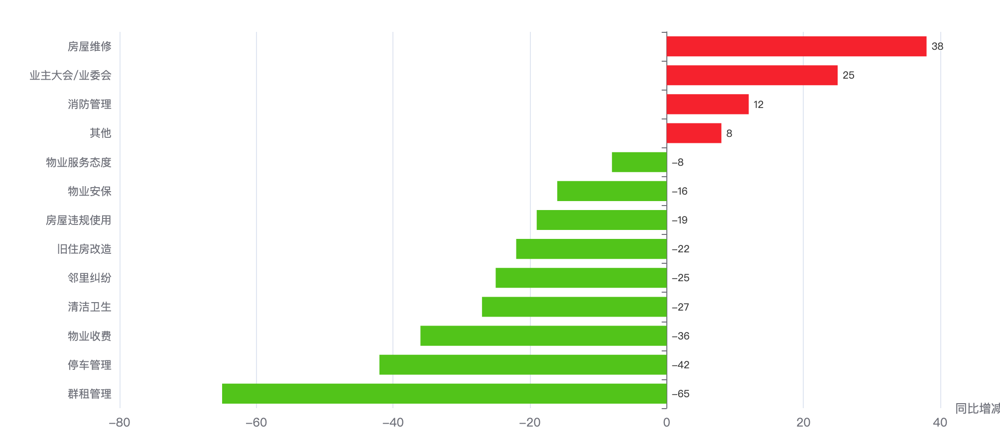 房屋维修 38
业主大会/业委会 25
消防管理 12
其他 8
物业服务态度 -8
物业安保 -16
房屋违规使用 -19
旧住房改造 -22
邻里纠纷 -25
清洁卫生 -27
物业收费 -36
停车管理 -42
群租管理 -65
同比增减
-80 -60 -40 -20 0 20 40